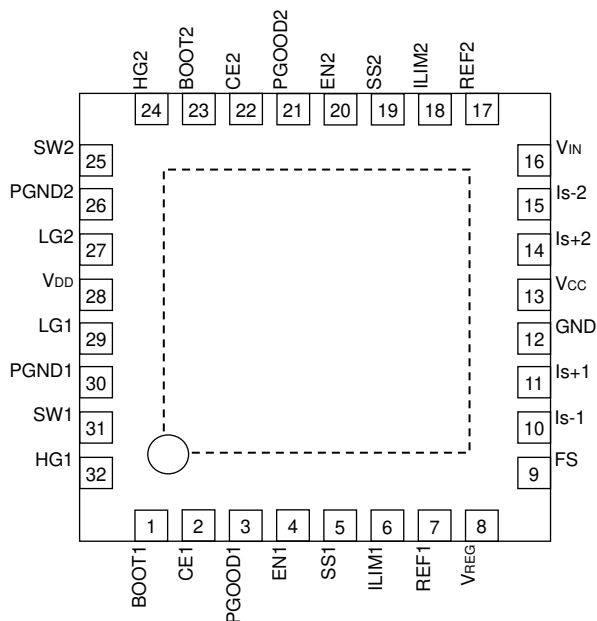 HG2
BOOT2
CE2
PGOOD2
EN2
SS2
ILIM2
REF2
24 23 22 21 20 19 18 17
SW2 25
PGND2 26
LG2 27
VDD 28
LG1 29
PGND1 30
SW1 31
HG1 32
16 VIN
15 Is-2
14 Is+2
13 VCC
12 GND
11 Is+1
10 Is-1
9 FS
1 2 3 4 5 6 7 8
BOOT1
CE1
PGOOD1
EN1
SS1
ILIM1
REF1
VREG